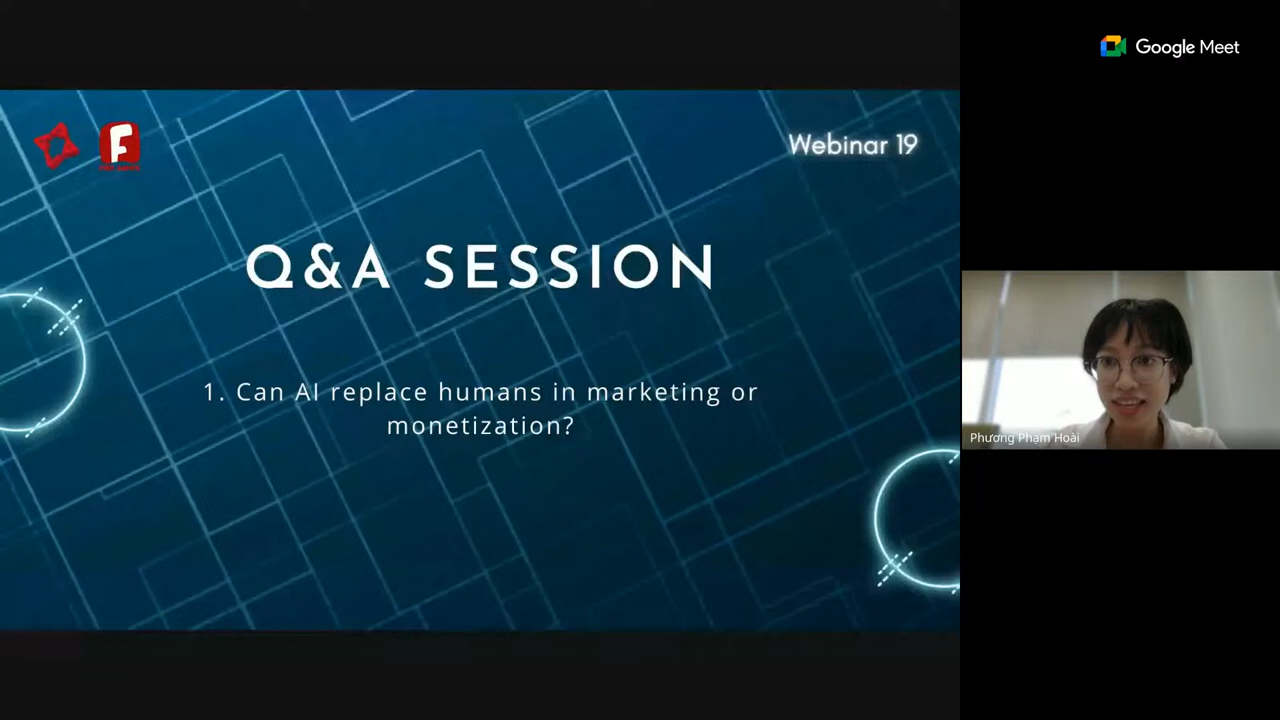 Google Meet
F
Webinar 19
Q&A SESSION
1. Can AI replace humans in marketing or
monetization?
Phương Phạm Hoài